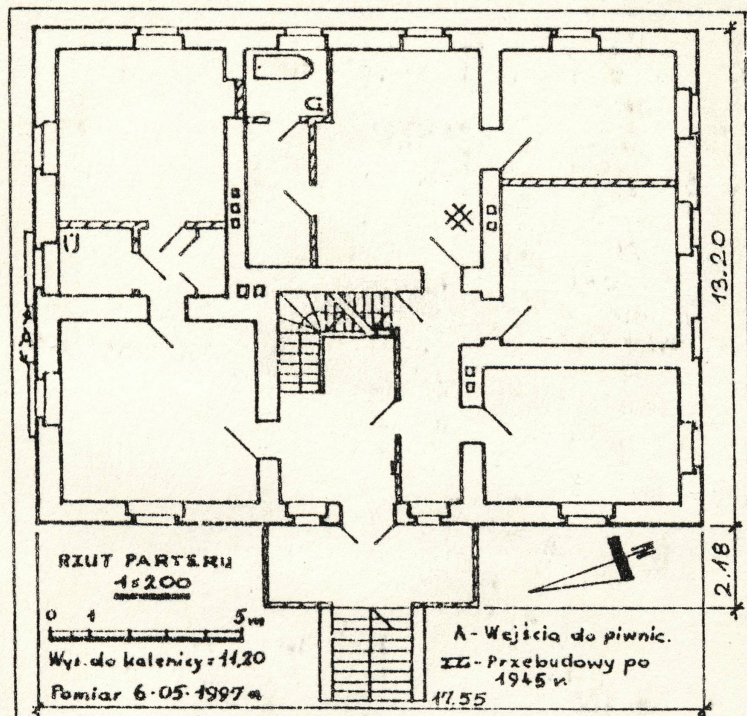 13.20
2.18
RZUT PARTERU
1:200
0 1 5 m
Wys. do kalenicy = 11,20
Pomiar 6.05.1997 r.
N
A - Wejścia do piwnic.
- Przebudowy po
1945 r.
17.55